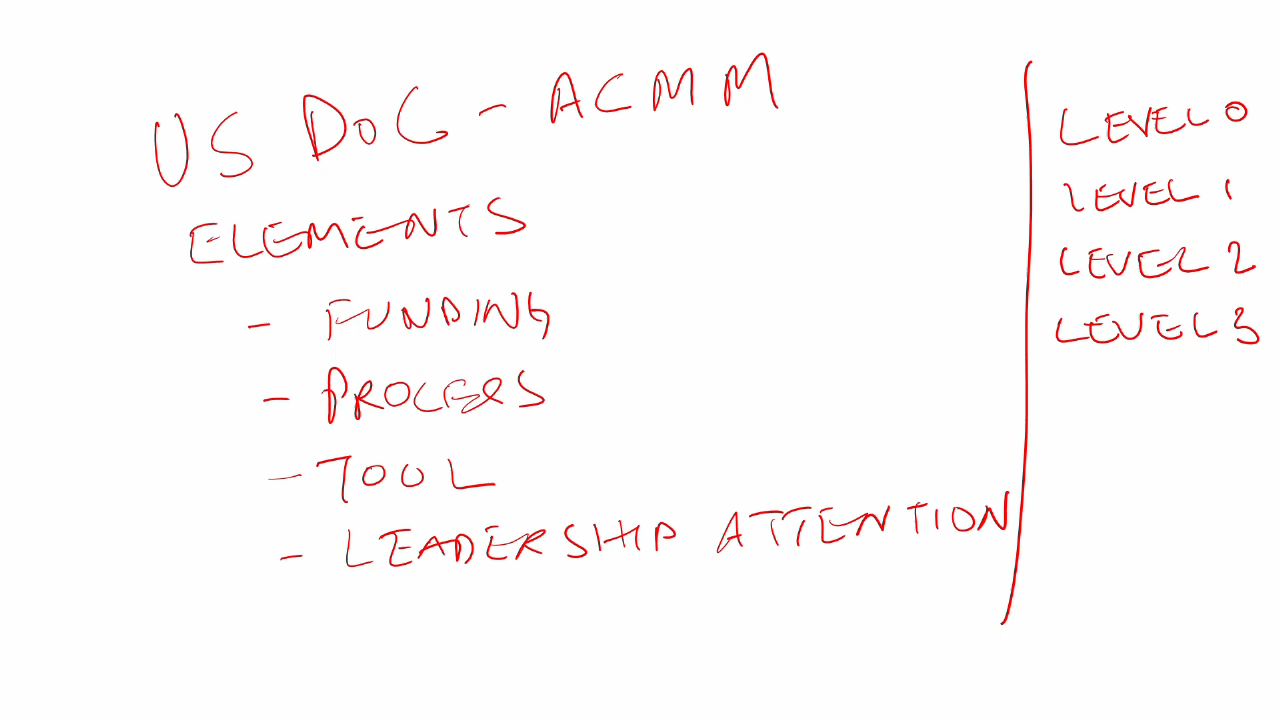 US DoC - ACMM
ELEMENTS
- FUNDING
- PROCESS
- TOOL
- LEADERSHIP ATTENTION
LEVEL 0
LEVEL 1
LEVEL 2
LEVEL 3